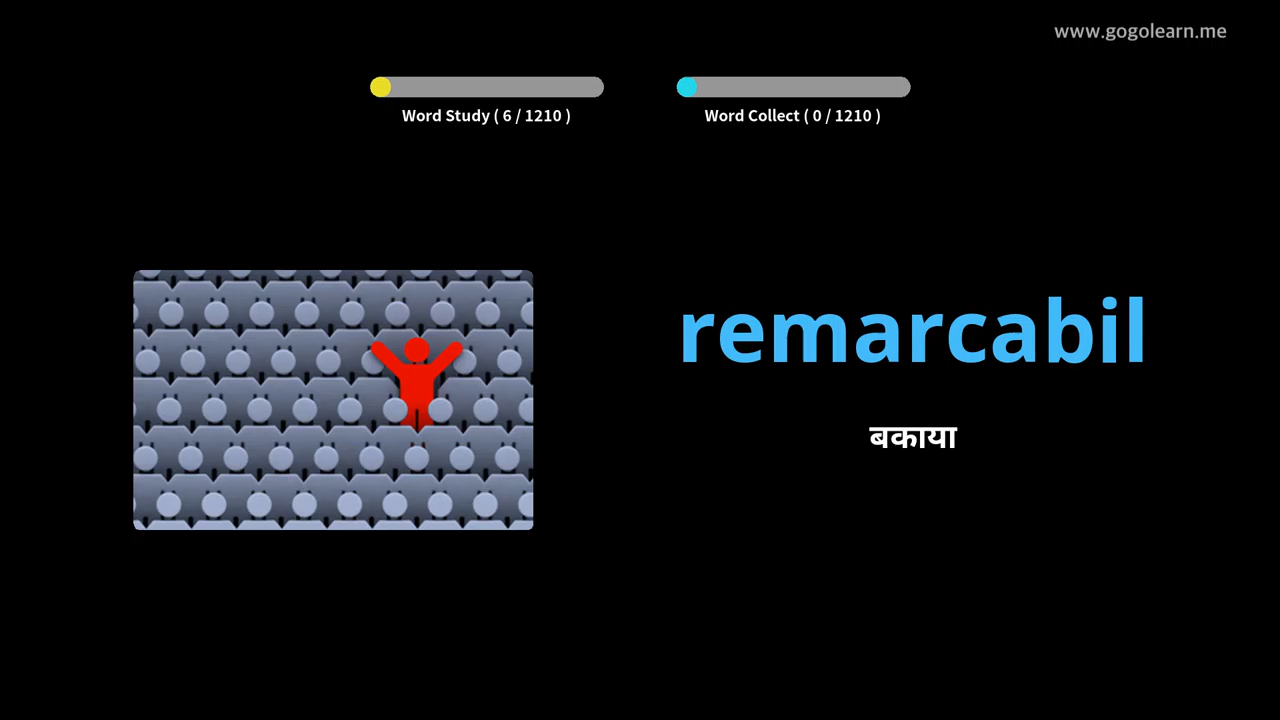 www.gogolearn.me
Word Study ( 6 / 1210 )
Word Collect ( 0 / 1210 )
remarcabil
बकाया